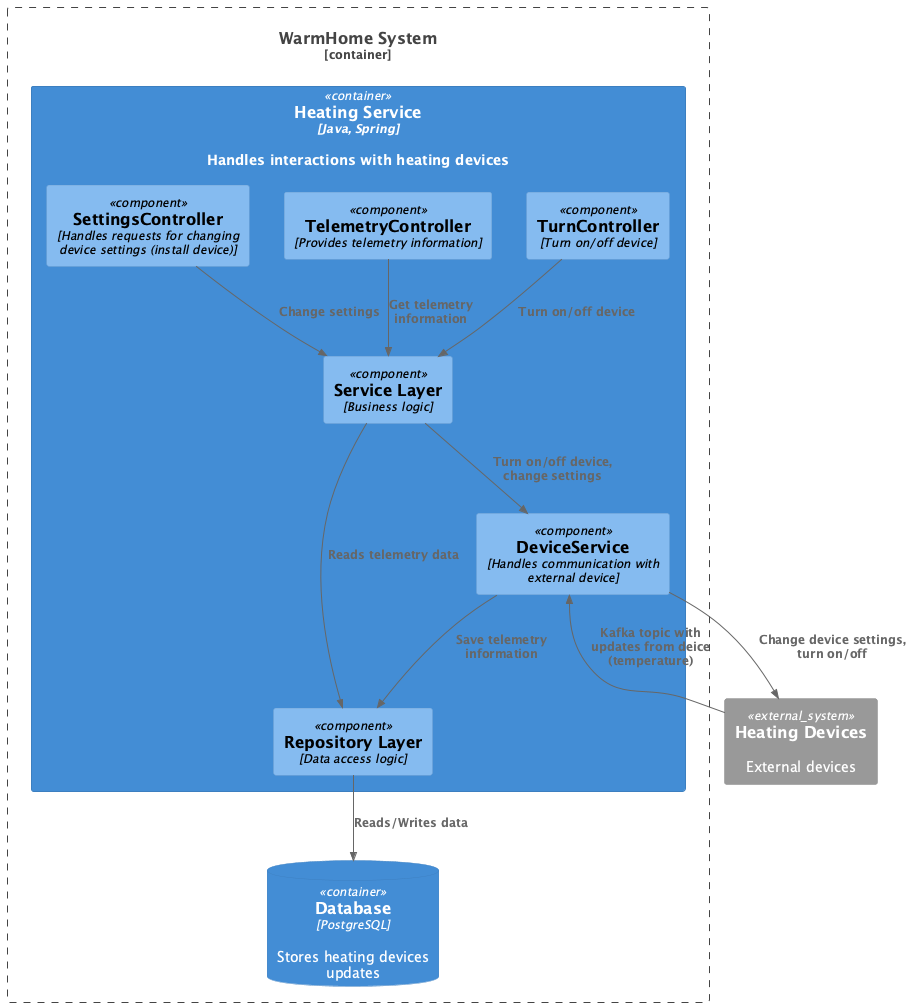 WarmHome System
[container]
«container»
Heating Service
[Java, Spring]
Handles interactions with heating devices
«component»
SettingsController
[Handles requests for changing
device settings (install device)]
«component»
TelemetryController
[Provides telemetry information]
«component»
TurnController
[Turn on/off device]
Change settings
Get telemetry
information
Turn on/off device
«component»
Service Layer
[Business logic]
Turn on/off device,
change settings
«component»
DeviceService
[Handles communication with
external device]
Reads telemetry data
Save telemetry
information
Kafka topic with
updates from deice
(temperature)
Change device settings,
turn on/off
«component»
Repository Layer
[Data access logic]
«external_system»
Heating Devices
External devices
Reads/Writes data
«container»
Database
[PostgreSQL]
Stores heating devices
updates